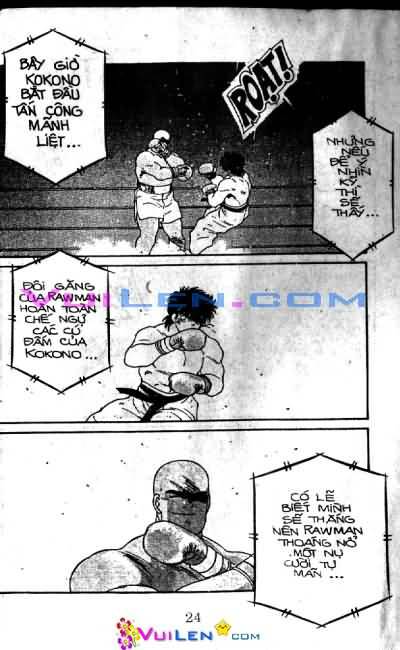 BÂY GIỜ
KOKONO
BẮT ĐẦU
TẤN CÔNG
MÃNH
LIỆT...
ROẠT!
NHƯNG
NẾU
ĐỂ Ý
NHÌN
KỸ
THÌ
SẼ
THẤY...
ĐÔI GĂNG
CỦA RAWMAN
HOÀN TOÀN
CHẾ NGỰ
CÁC CÚ
ĐẤM CỦA
KOKONO...
VUILEN.COM
CÓ LẼ
BIẾT MÌNH
SẼ THẮNG
NÊN RAWMAN
THOÁNG NỞ
MỘT NỤ
CƯỜI TỰ
MÃN...
24
VUILEN.COM